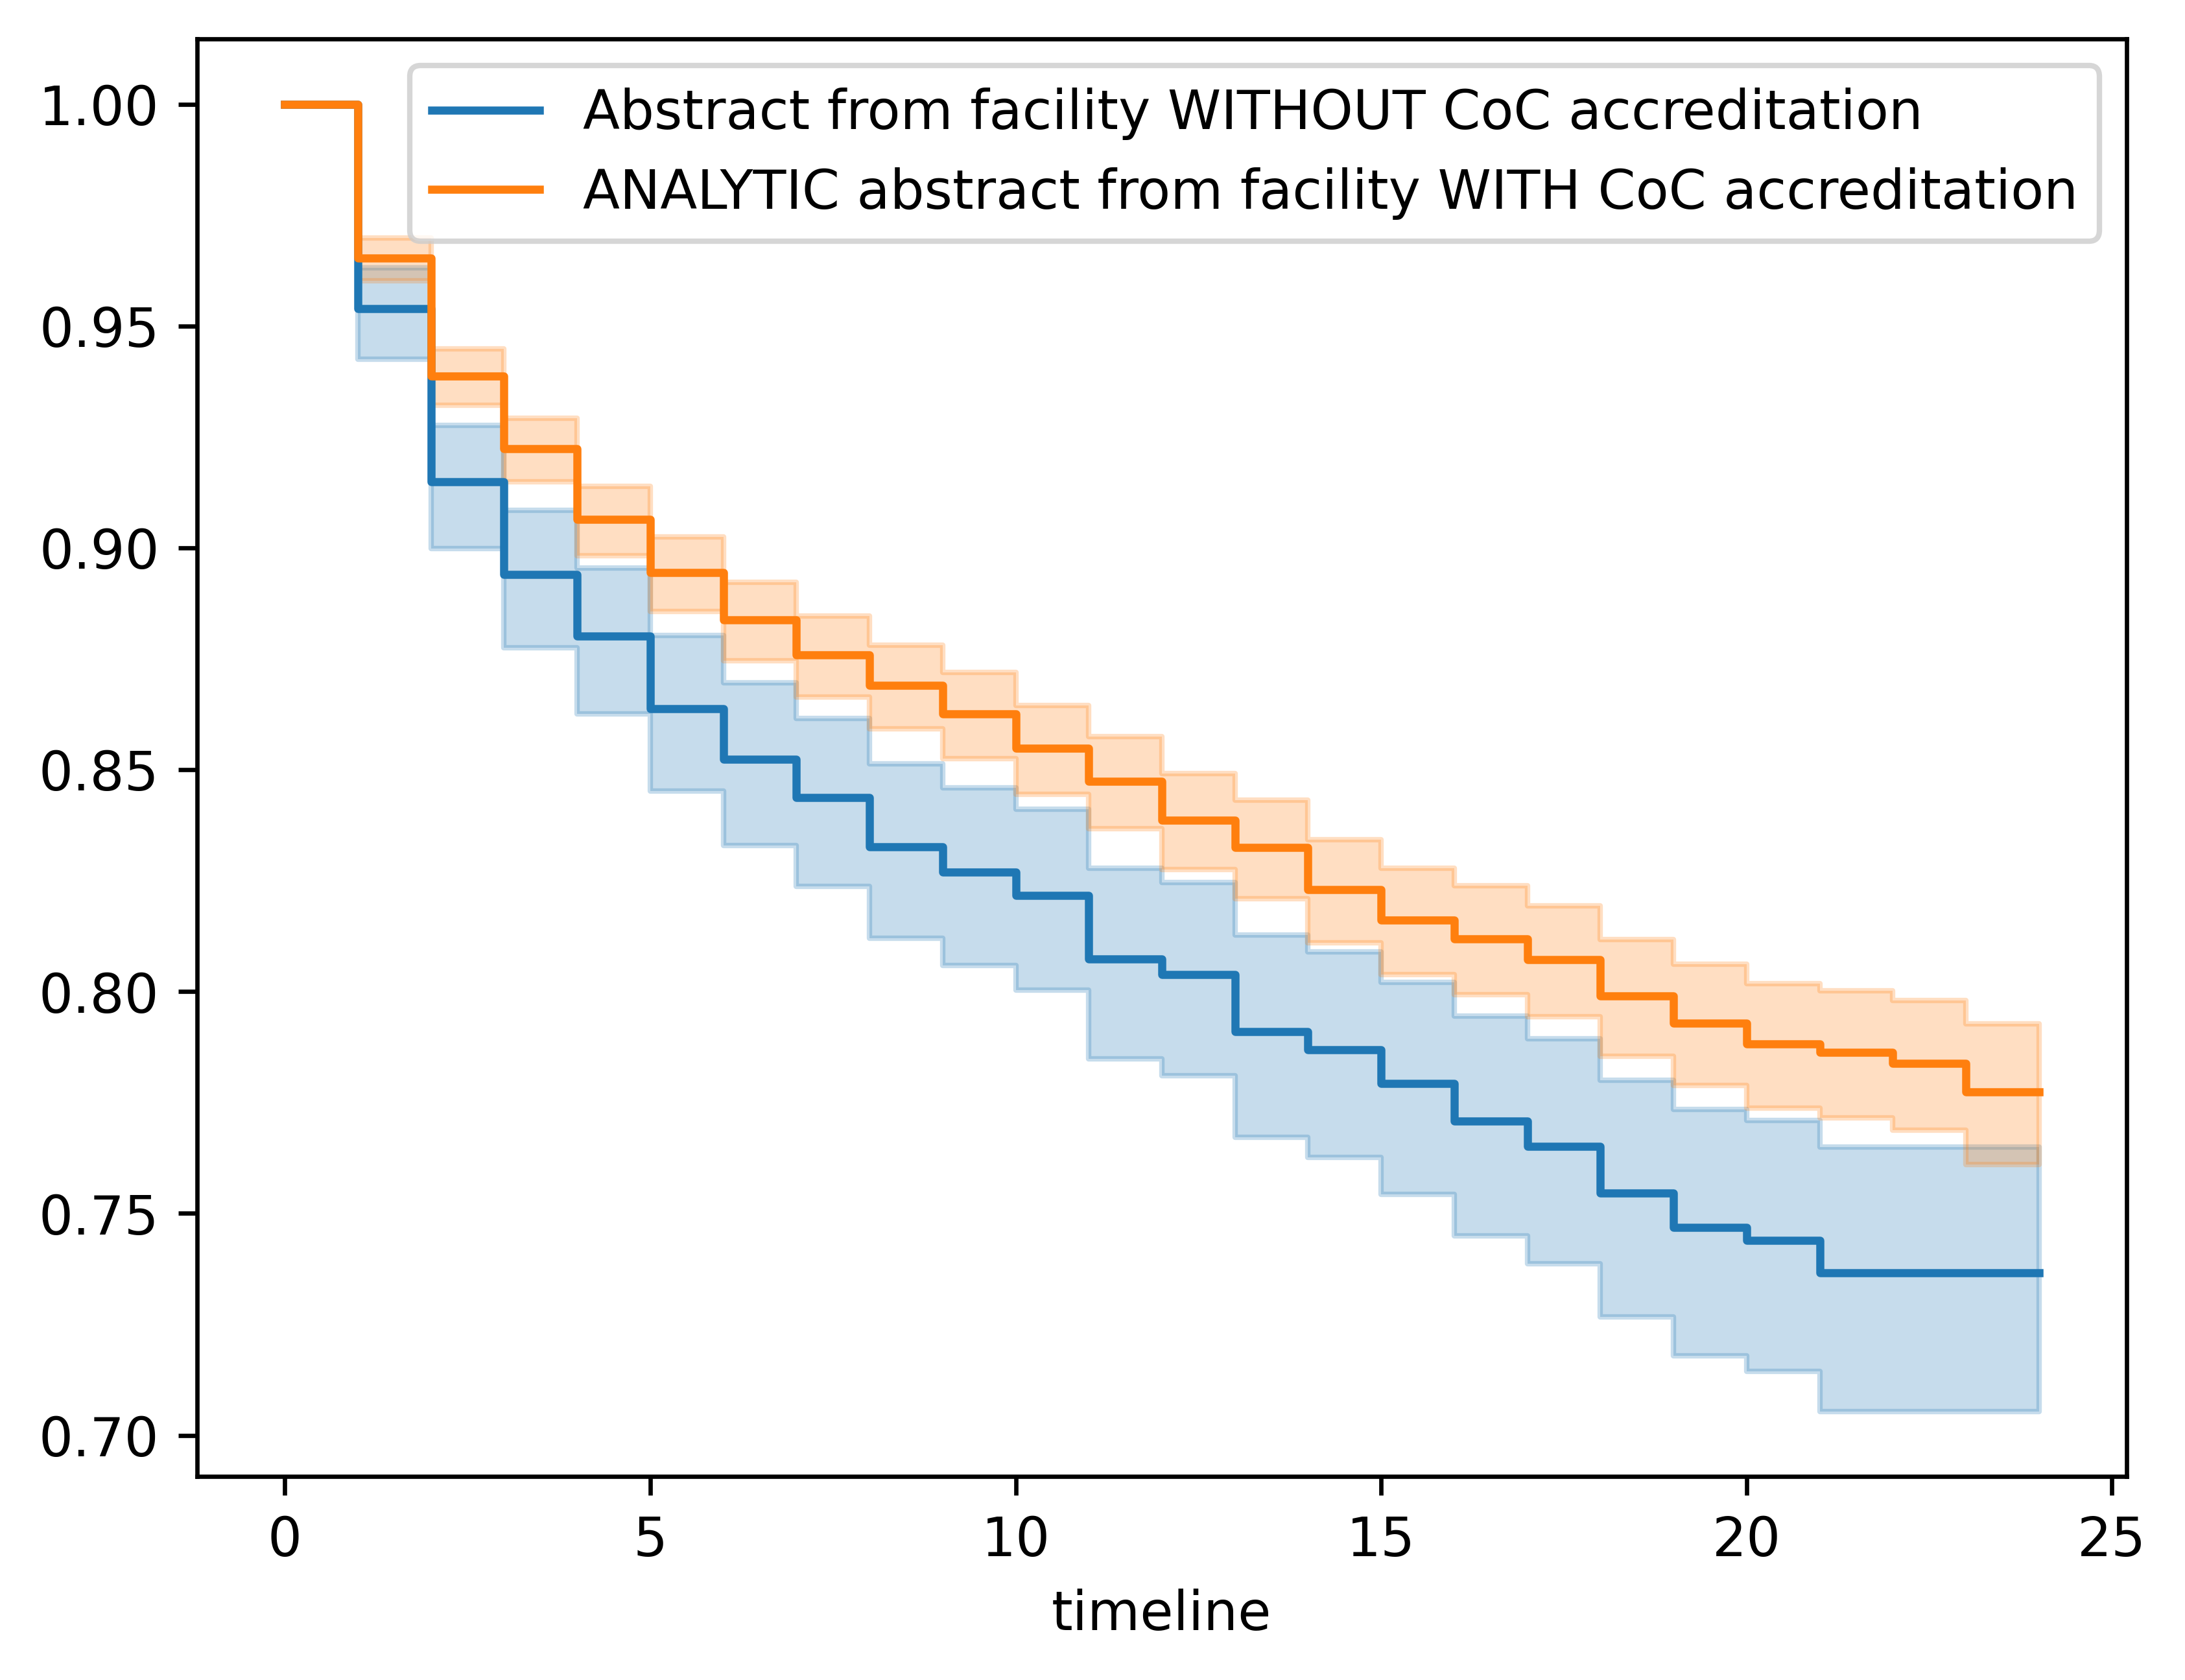 Abstract from facility WITHOUT CoC accreditation
ANALYTIC abstract from facility WITH CoC accreditation
1.00
0.95
0.90
0.85
0.80
0.75
0.70
0 5 10 15 20 25
timeline